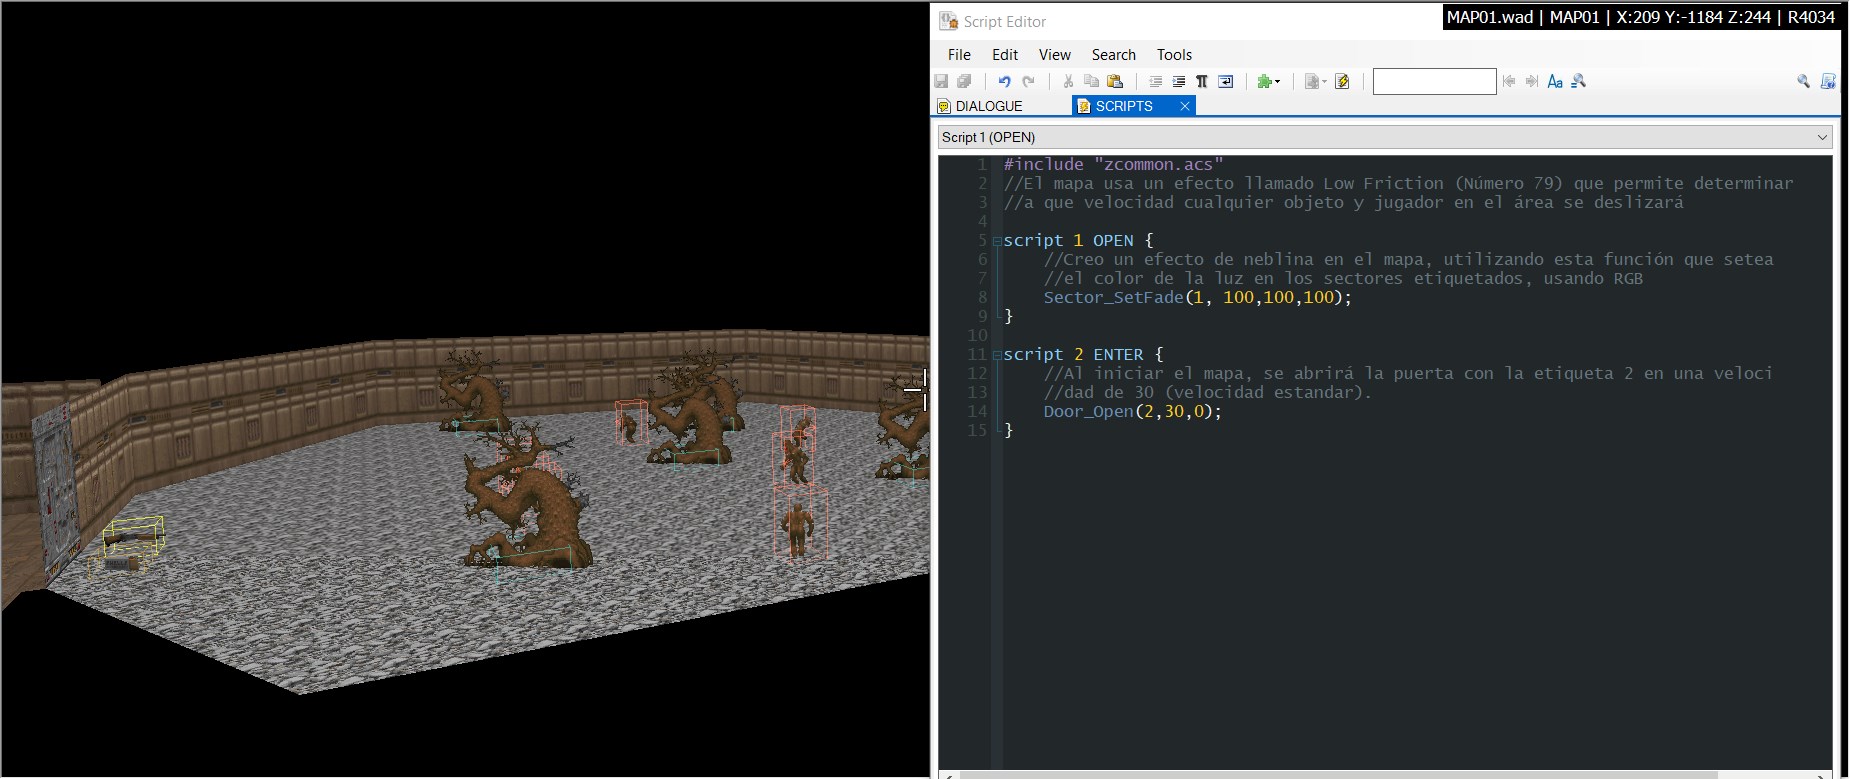 Script Editor
MAP01.wad | MAP01 | X:209 Y:-1184 Z:244 | R4034
File Edit View Search Tools
DIALOGUE SCRIPTS
Script 1 (OPEN)
1 #include "zcommon.acs"
2 //El mapa usa un efecto llamado Low Friction (Número 79) que permite determinar
3 //a que velocidad cualquier objeto y jugador en el área se deslizará
4
5 script 1 OPEN {
6 //Creo un efecto de neblina en el mapa, utilizando esta función que setea
7 //el color de la luz en los sectores etiquetados, usando RGB
8 Sector_SetFade(1, 100,100,100);
9 }
10
11 script 2 ENTER {
12 //Al iniciar el mapa, se abrirá la puerta con la etiqueta 2 en una veloci
13 //dad de 30 (velocidad estandar).
14 Door_Open(2,30,0);
15 }